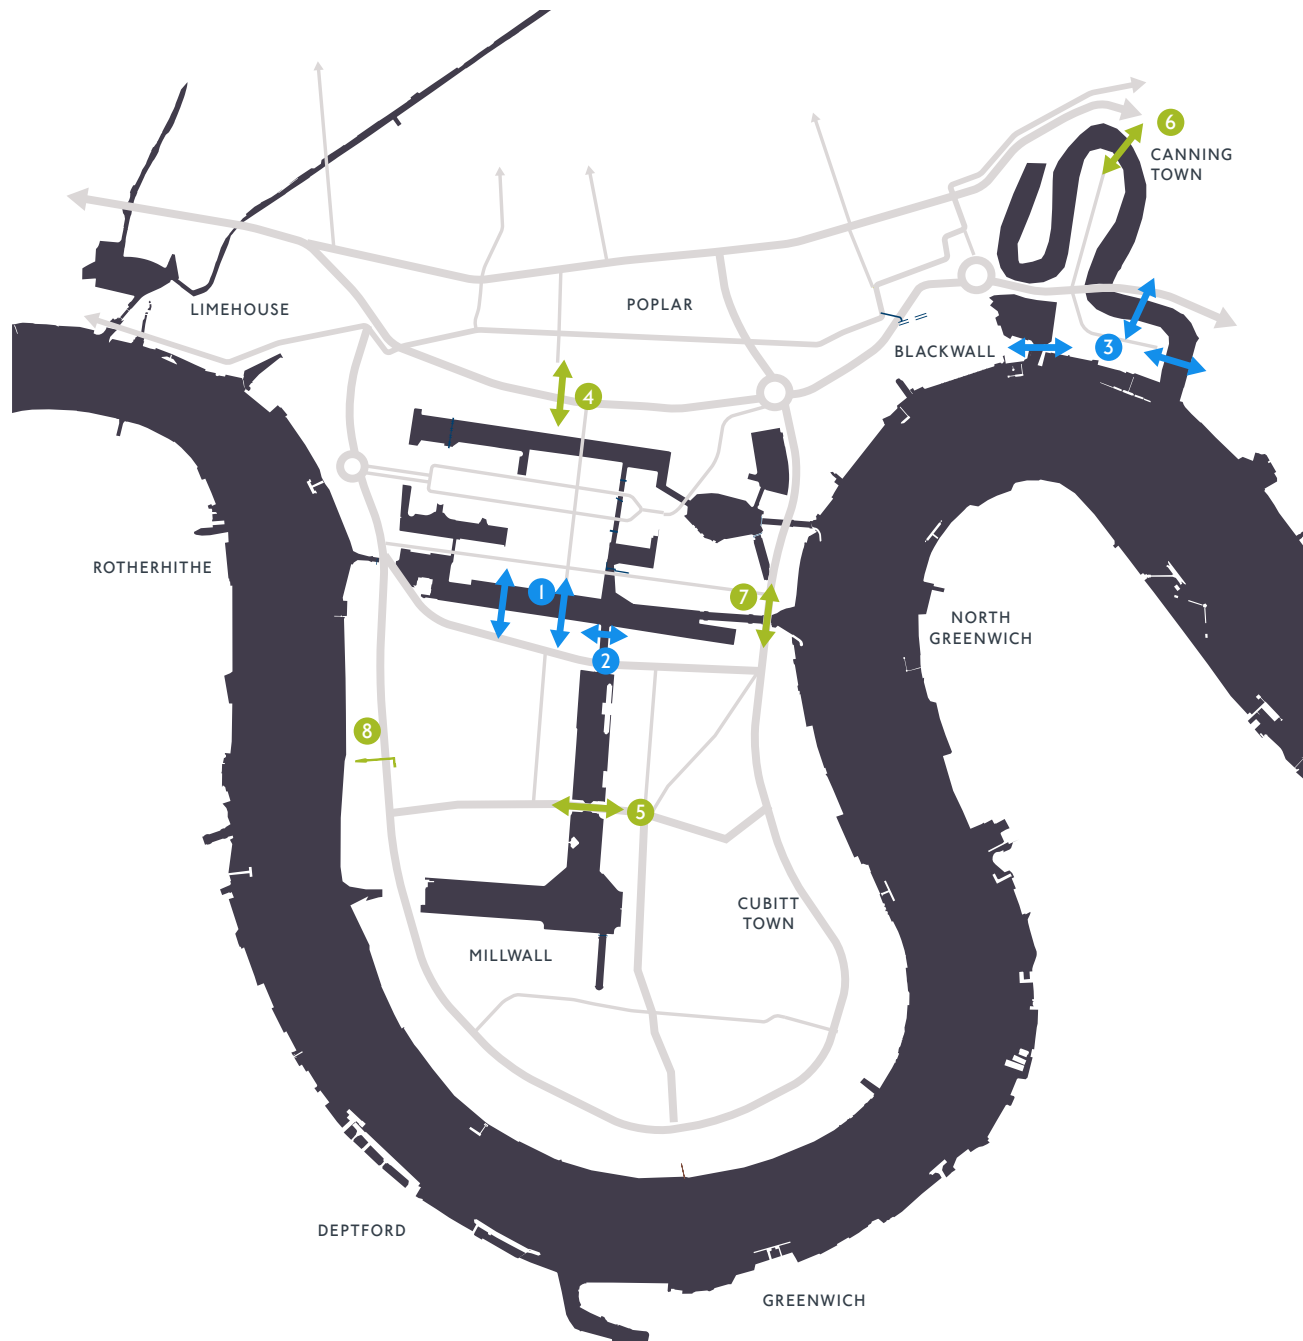 6
CANNING
TOWN
LIMEHOUSE
POPLAR
BLACKWALL
3
4
ROTHERHITHE
1
7
NORTH
GREENWICH
2
8
5
CUBITT
TOWN
MILLWALL
DEPTFORD
GREENWICH